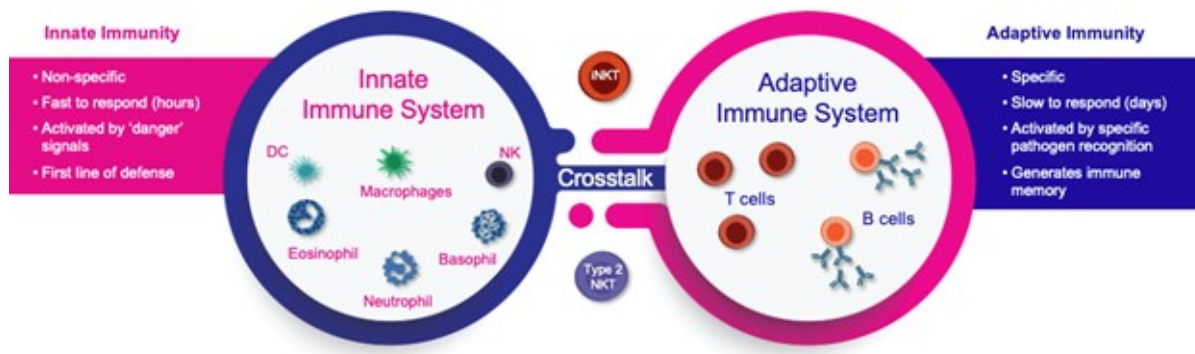 Innate Immunity
• Non-specific
• Fast to respond (hours)
• Activated by 'danger'
signals
• First line of defense
Innate
Immune System
DC
Macrophages
NK
Eosinophil
Basophil
Neutrophil
iNKT
Crosstalk
Type 2
NKT
Adaptive
Immune System
T cells
B cells
Adaptive Immunity
• Specific
• Slow to respond (days)
• Activated by specific
pathogen recognition
• Generates immune
memory